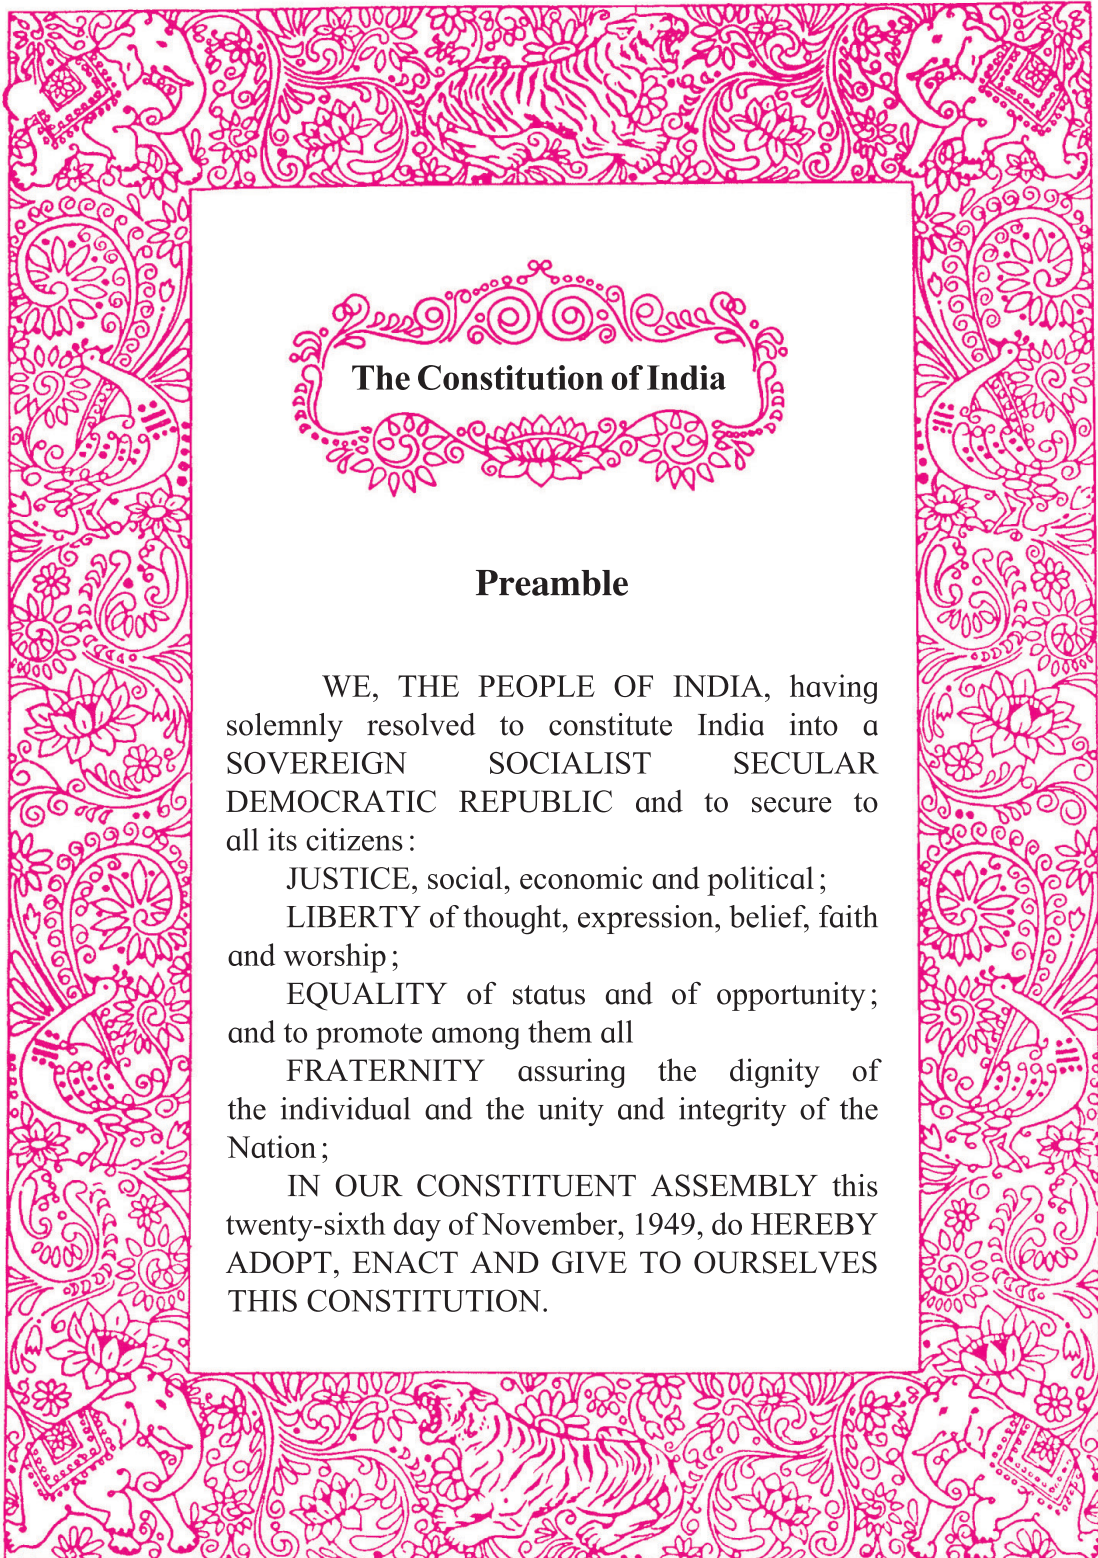 The Constitution of India
Preamble
WE, THE PEOPLE OF INDIA, having
solemnly resolved to constitute India into a
SOVEREIGN SOCIALIST SECULAR
DEMOCRATIC REPUBLIC and to secure to
all its citizens :
JUSTICE, social, economic and political ;
LIBERTY of thought, expression, belief, faith
and worship ;
EQUALITY of status and of opportunity ;
and to promote among them all
FRATERNITY assuring the dignity of
the individual and the unity and integrity of the
Nation ;
IN OUR CONSTITUENT ASSEMBLY this
twenty-sixth day of November, 1949, do HEREBY
ADOPT, ENACT AND GIVE TO OURSELVES
THIS CONSTITUTION.